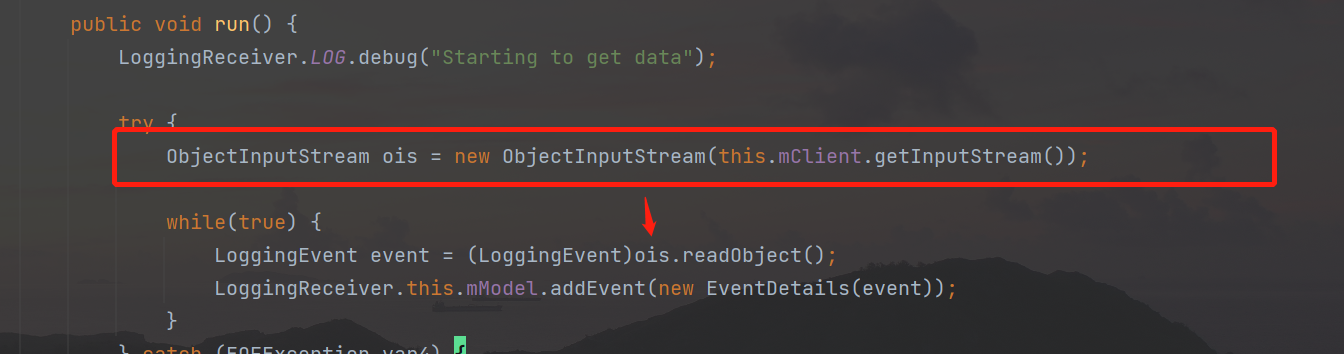 public void run() {
LoggingReceiver.LOG.debug("Starting to get data");
try {
ObjectInputStream ois = new ObjectInputStream(this.mClient.getInputStream());
while(true) {
LoggingEvent event = (LoggingEvent)ois.readObject();
LoggingReceiver.this.mModel.addEvent(new EventDetails(event));
}
} catch (EOFException var4) {